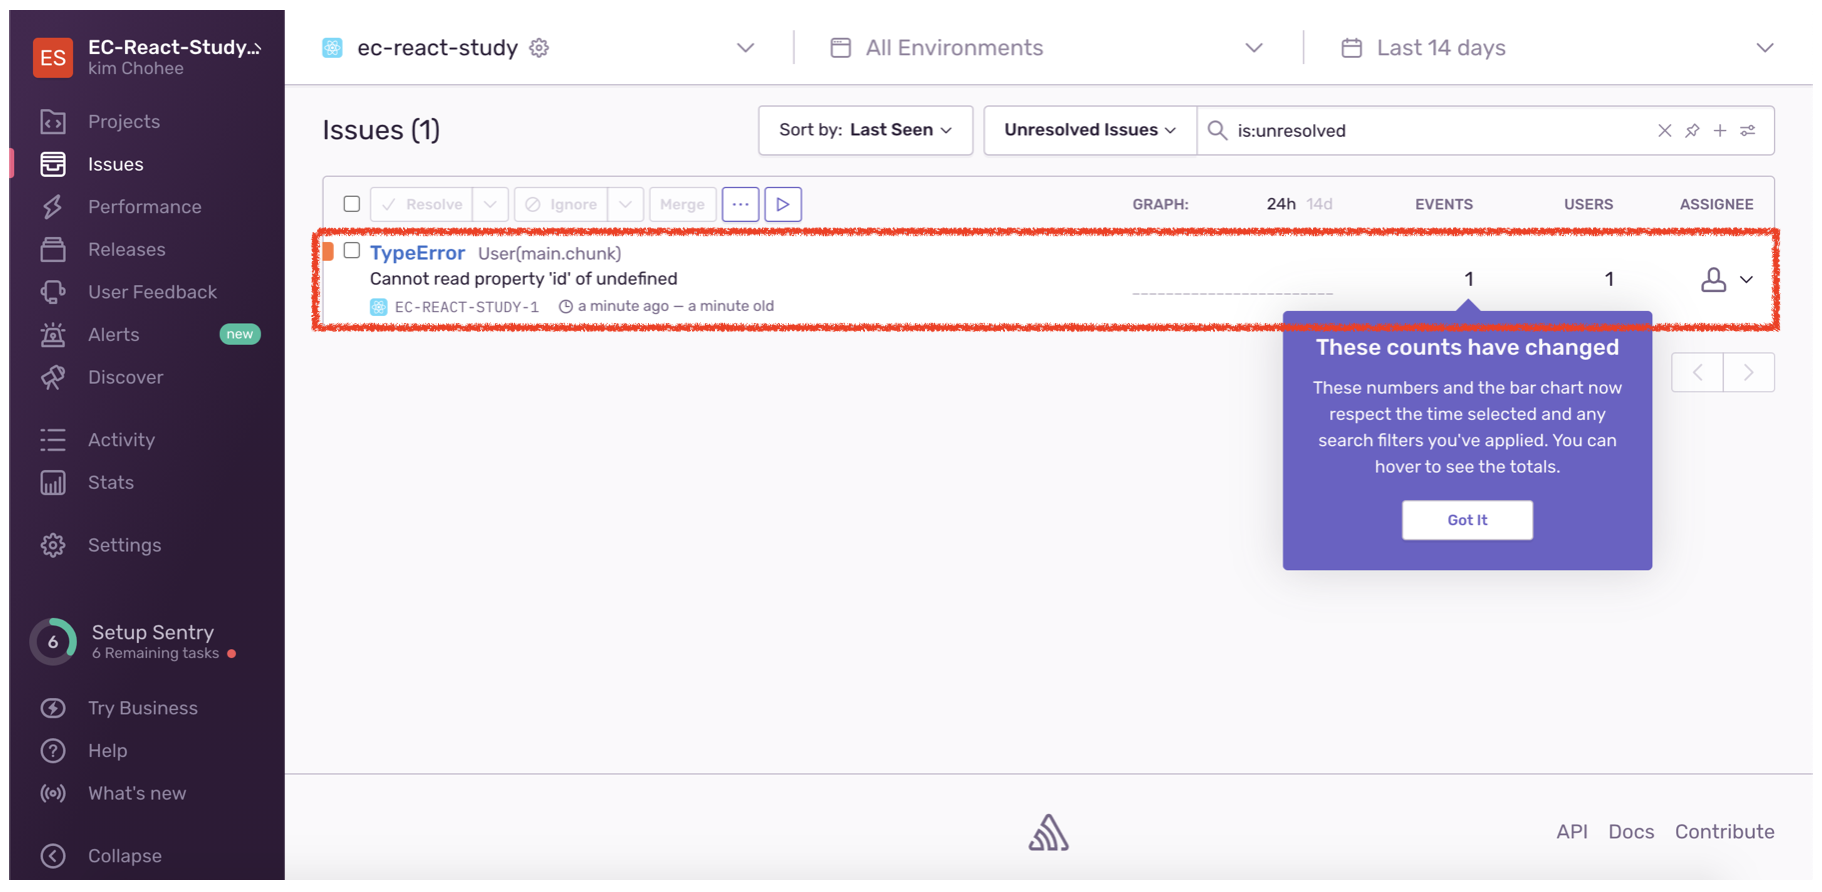 ES
EC-React-Study...
kim Chohee
Projects
Issues
Performance
Releases
User Feedback
Alerts new
Discover
Activity
Stats
Settings
6
Setup Sentry
6 Remaining tasks
Try Business
Help
What's new
Collapse
ec-react-study
All Environments
Last 14 days
Issues (1)
Sort by: Last Seen
Unresolved Issues
is:unresolved
Resolve
Ignore
Merge
GRAPH: 24h 14d
EVENTS
USERS
ASSIGNEE
TypeError User(main.chunk)
Cannot read property 'id' of undefined
EC-REACT-STUDY-1 a minute ago — a minute old
1
1
These counts have changed
These numbers and the bar chart now
respect the time selected and any
search filters you've applied. You can
hover to see the totals.
Got It
API Docs Contribute